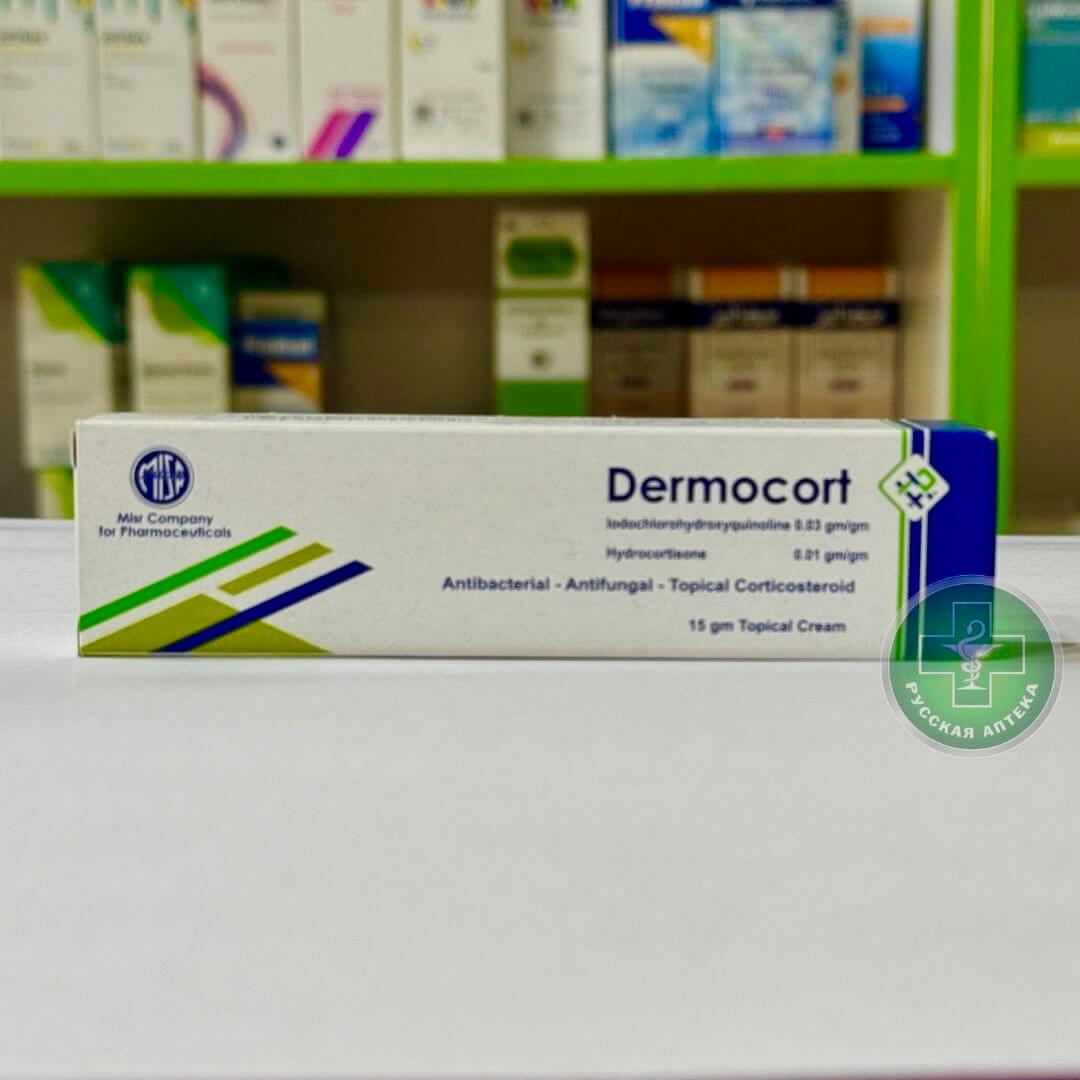 MISR
Misr Company
for Pharmaceuticals
Dermocort
Iodochlorohydroxyquinoline 0.03 gm/gm
Hydrocortisone 0.01 gm/gm
Antibacterial - Antifungal - Topical Corticosteroid
15 gm Topical Cream
РУССКАЯ АПТЕКА